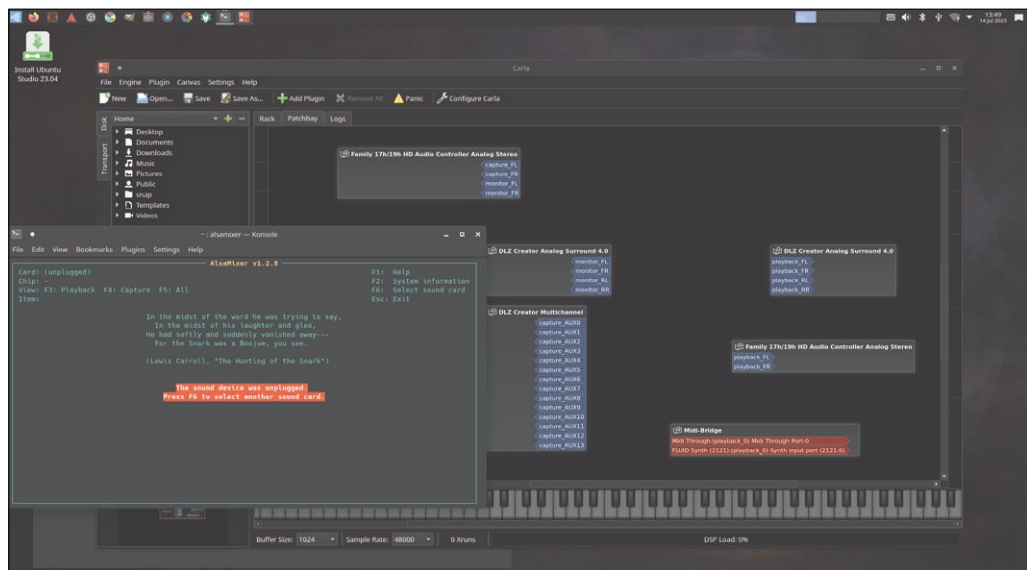 13:49
14 Jul 2023
Install Ubuntu
Studio 23.04
Carla
File Engine Plugin Canvas Settings Help
New Open... Save Save As... Add Plugin Remove All Panic Configure Carla
Disk
Transport
Home
Desktop
Documents
Downloads
Music
Pictures
Public
snap
Templates
Videos
Rack Patchbay Logs
Family 17h/19h HD Audio Controller Analog Stereo
capture_FL
capture_FR
monitor_FL
monitor_FR
~ : alsamixer — Konsole
File Edit View Bookmarks Plugins Settings Help
AlsaMixer v1.2.8
Card: (unplugged) F1: Help
Chip: - F2: System information
View: F3: Playback F4: Capture F5: All F6: Select sound card
Item: Esc: Exit
In the midst of the word he was trying to say,
In the midst of his laughter and glee,
He had softly and suddenly vanished away---
For the Snark was a Boojum, you see.
(Lewis Carroll, "The Hunting of the Snark")
The sound device was unplugged.
Press F6 to select another sound card.
DLZ Creator Analog Surround 4.0
monitor_FL
monitor_FR
monitor_RL
monitor_RR
DLZ Creator Analog Surround 4.0
playback_FL
playback_FR
playback_RL
playback_RR
DLZ Creator Multichannel
capture_AUX0
capture_AUX1
capture_AUX2
capture_AUX3
capture_AUX4
capture_AUX5
capture_AUX6
capture_AUX7
capture_AUX8
capture_AUX9
capture_AUX10
capture_AUX11
capture_AUX12
capture_AUX13
Family 17h/19h HD Audio Controller Analog Stereo
playback_FL
playback_FR
Midi-Bridge
Midi Through (playback_0) Midi Through Port-0
FLUID Synth (2121) (playback_0) Synth input port (2121:0)
Buffer Size: 1024 Sample Rate: 48000 0 Xruns DSP Load: 0%